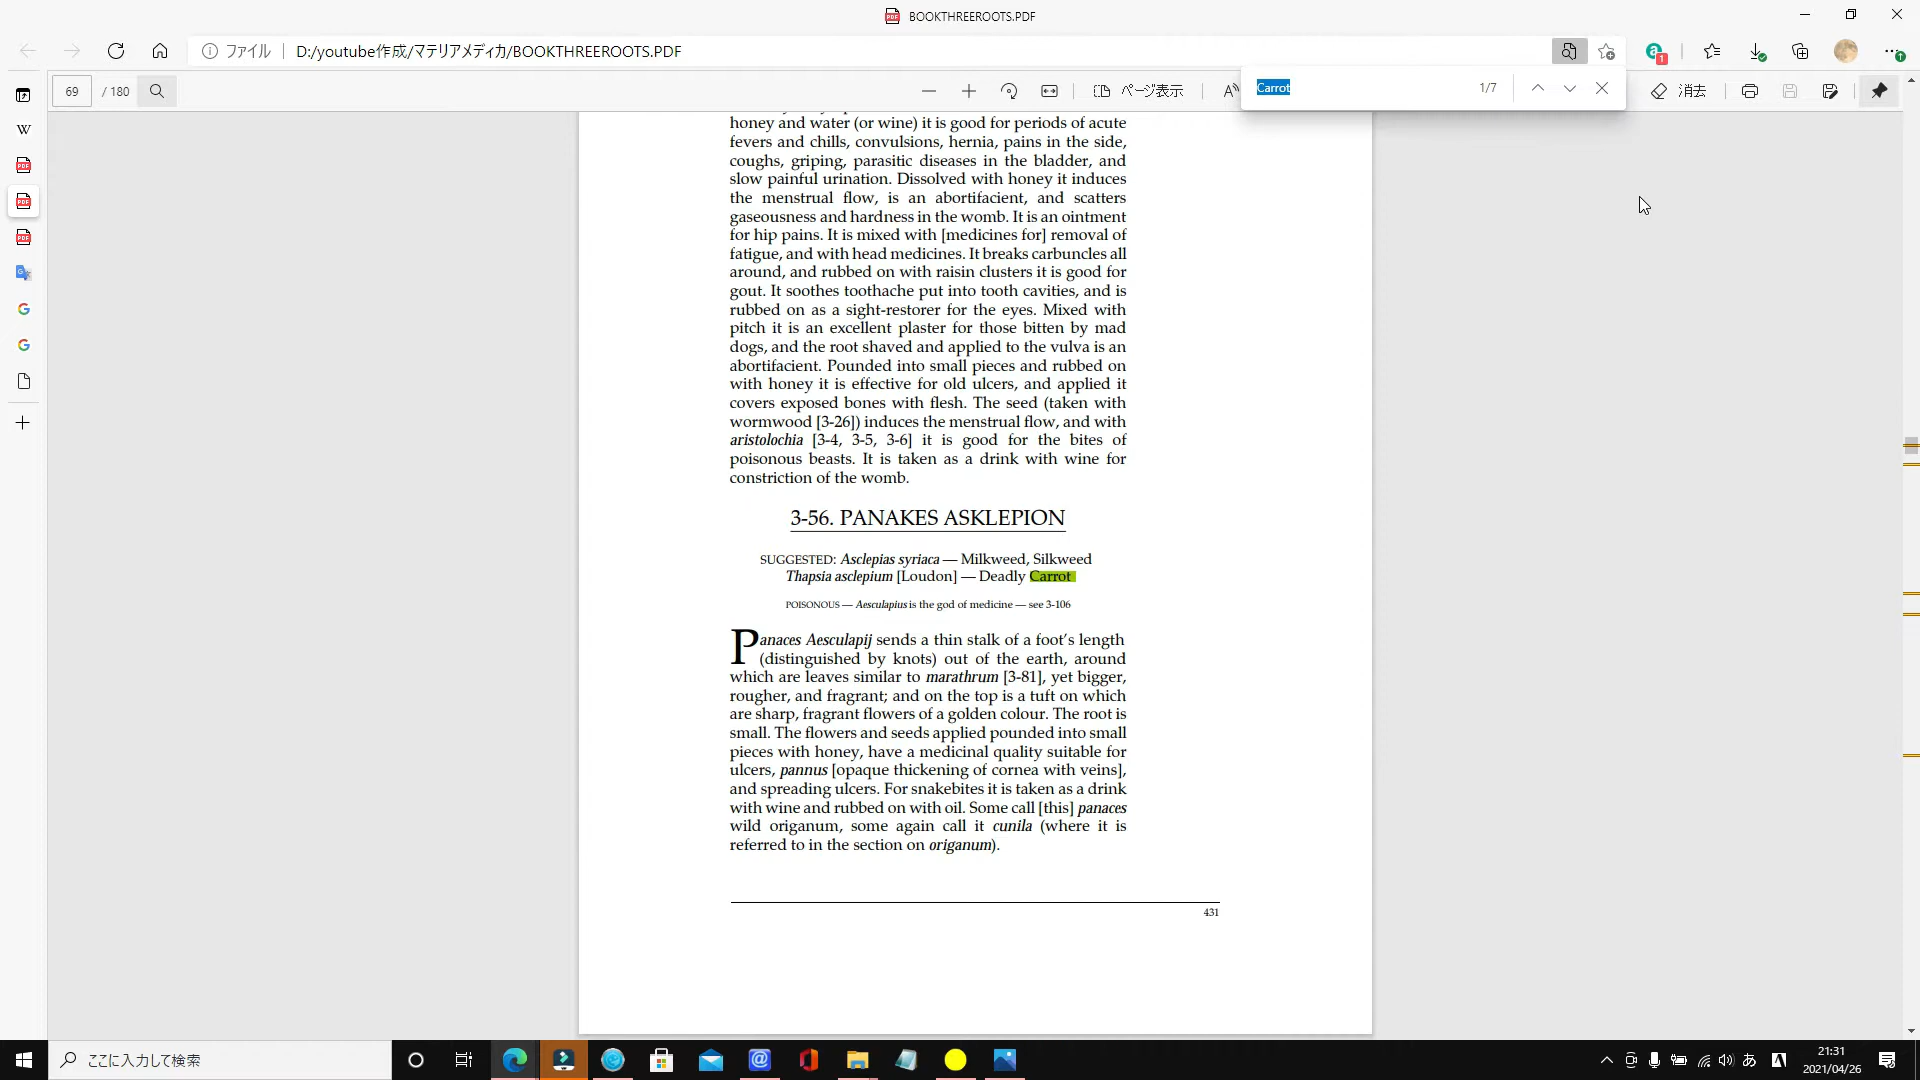 BOOKTHREEROOTS.PDF
ファイル
D:/youtube作成/マテリアメディカ/BOOKTHREEROOTS.PDF
1
69 / 180
ページ表示
Carrot
1/7
消去
honey and water (or wine) it is good for periods of acute
fevers and chills, convulsions, hernia, pains in the side,
coughs, griping, parasitic diseases in the bladder, and
slow painful urination. Dissolved with honey it induces
the menstrual flow, is an abortifacient, and scatters
gaseousness and hardness in the womb. It is an ointment
for hip pains. It is mixed with [medicines for] removal of
fatigue, and with head medicines. It breaks carbuncles all
around, and rubbed on with raisin clusters it is good for
gout. It soothes toothache put into tooth cavities, and is
rubbed on as a sight-restorer for the eyes. Mixed with
pitch it is an excellent plaster for those bitten by mad
dogs, and the root shaved and applied to the vulva is an
abortifacient. Pounded into small pieces and rubbed on
with honey it is effective for old ulcers, and applied it
covers exposed bones with flesh. The seed (taken with
wormwood [3-26]) induces the menstrual flow, and with
aristolochia [3-4, 3-5, 3-6] it is good for the bites of
poisonous beasts. It is taken as a drink with wine for
constriction of the womb.
3-56. PANAKES ASKLEPION
SUGGESTED: Asclepias syriaca — Milkweed, Silkweed
Thapsia asclepium [Loudon] — Deadly Carrot
POISONOUS — Aesculapius is the god of medicine — see 3-106
Panaces Aesculapij sends a thin stalk of a foot's length
(distinguished by knots) out of the earth, around
which are leaves similar to marathrum [3-81], yet bigger,
rougher, and fragrant; and on the top is a tuft on which
are sharp, fragrant flowers of a golden colour. The root is
small. The flowers and seeds applied pounded into small
pieces with honey, have a medicinal quality suitable for
ulcers, pannus [opaque thickening of cornea with veins],
and spreading ulcers. For snakebites it is taken as a drink
with wine and rubbed on with oil. Some call [this] panaces
wild origanum, some again call it cunila (where it is
referred to in the section on origanum).
431
ここに入力して検索
あ
A
21:31
2021/04/26